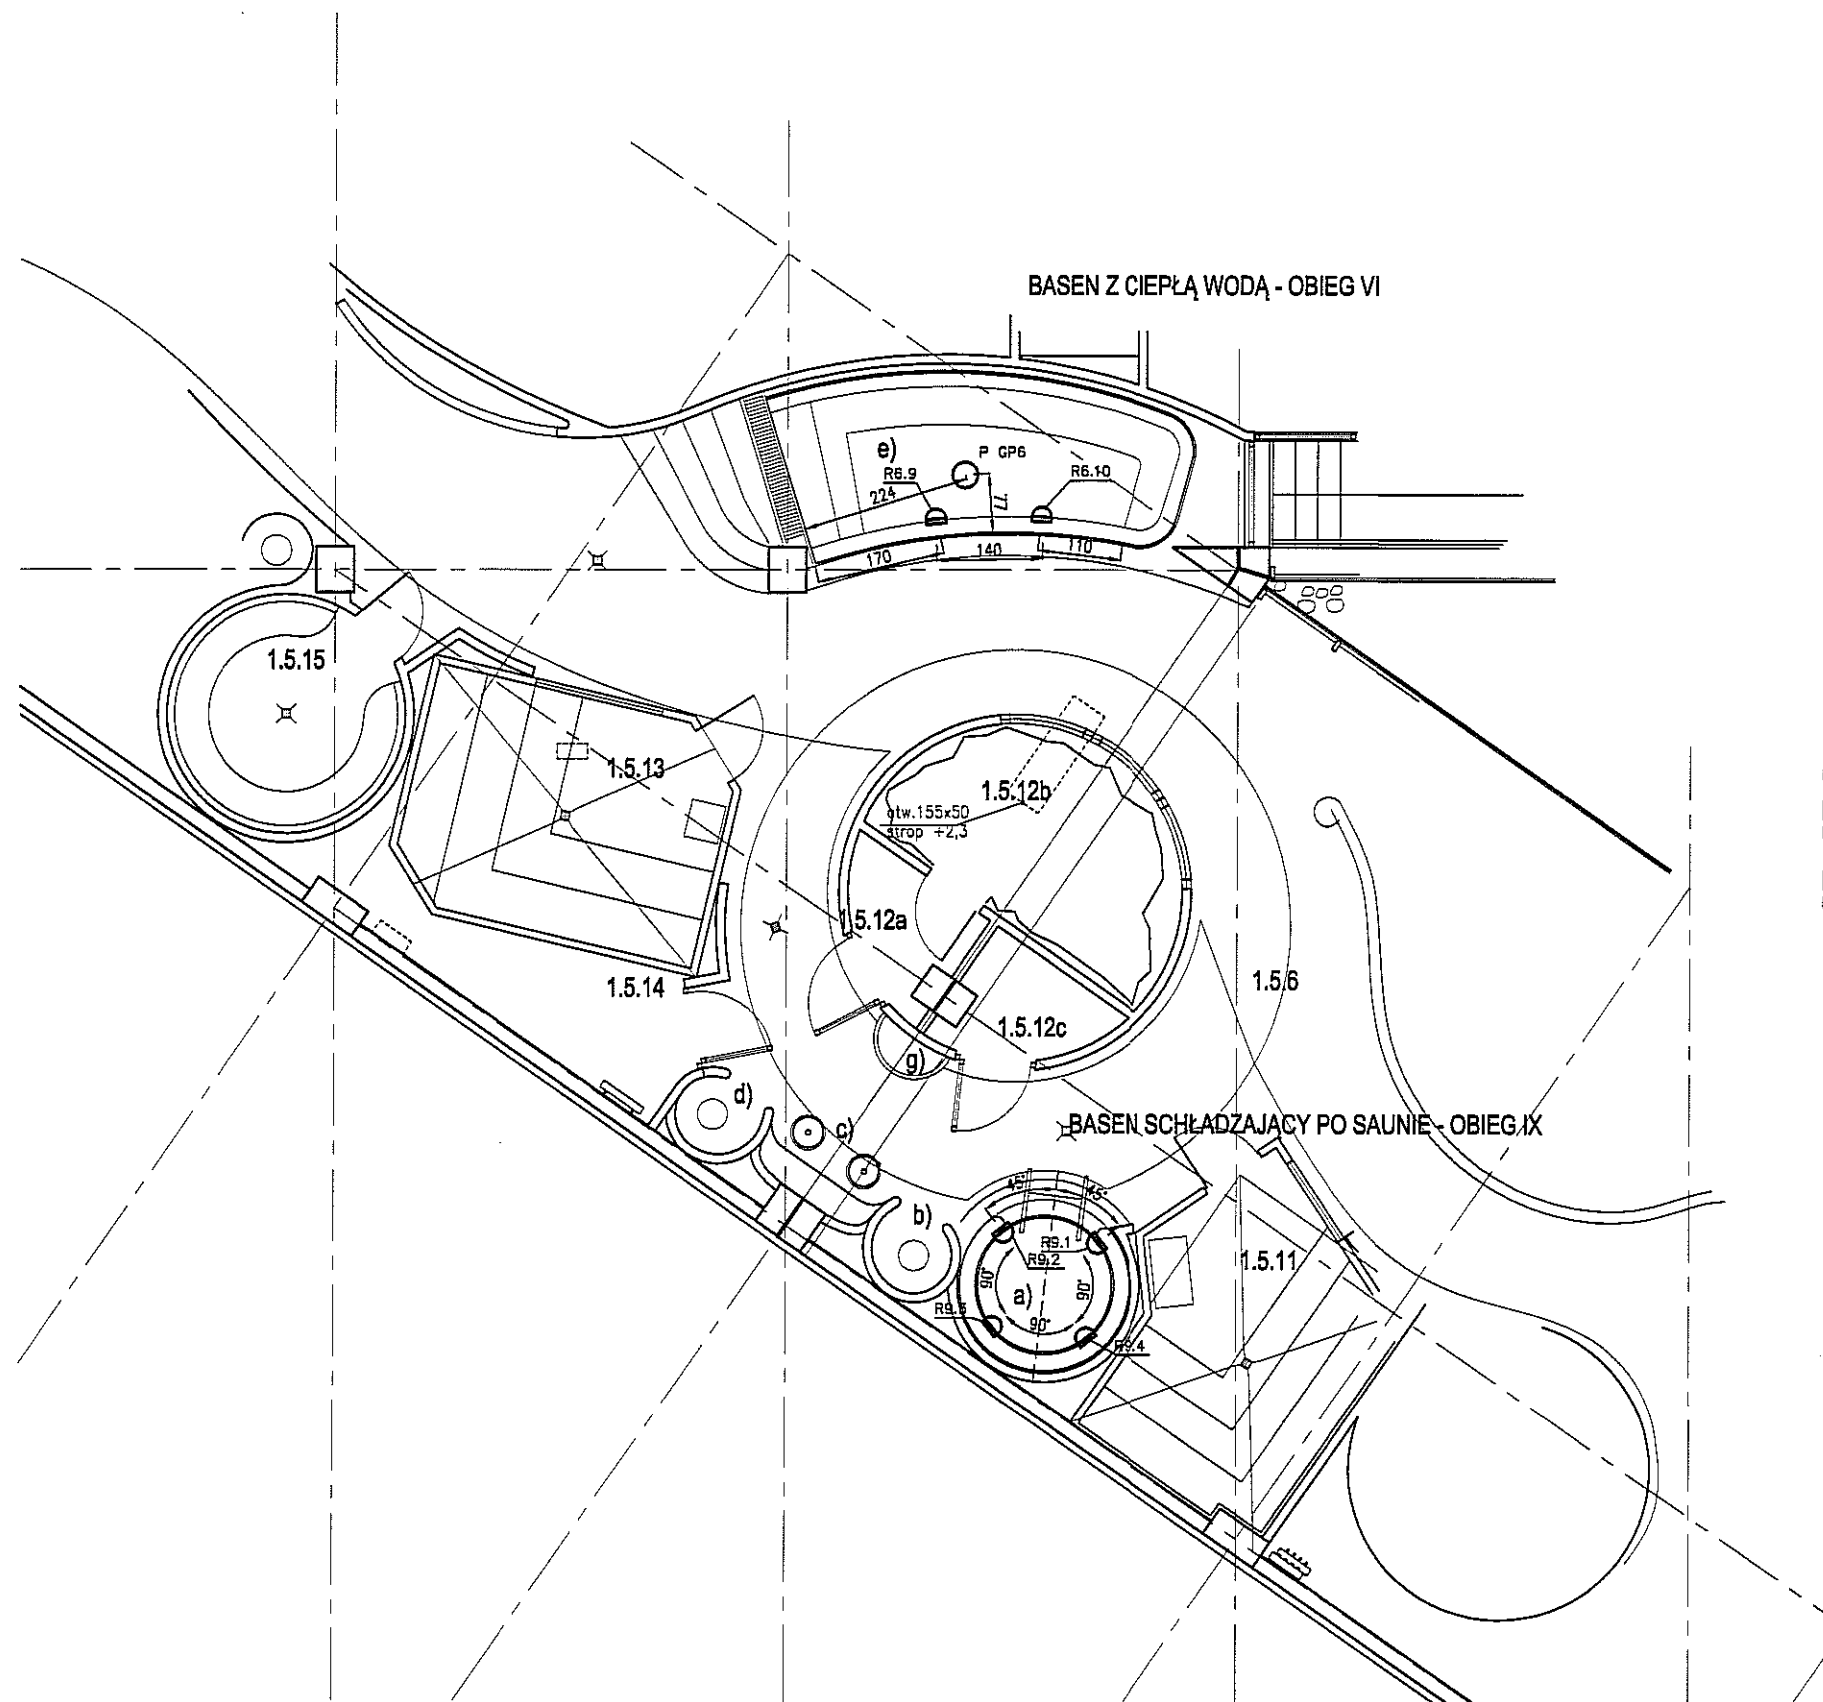 BASEN Z CIEPŁĄ WODĄ - OBIEG VI
e)
P GP6
R6.9
R6.10
224
77
170
140
110
1.5.15
1.5.13
1.5.12b
otw.155x50
strop +2,3
1.5.12a
1.5.6
1.5.14
1.5.12c
g)
d)
c)
BASEN SCHŁADZAJĄCY PO SAUNIE - OBIEG IX
45°
45°
b)
R9.1
R9.2
1.5.11
90°
90°
a)
R9.3
90°
R9.4